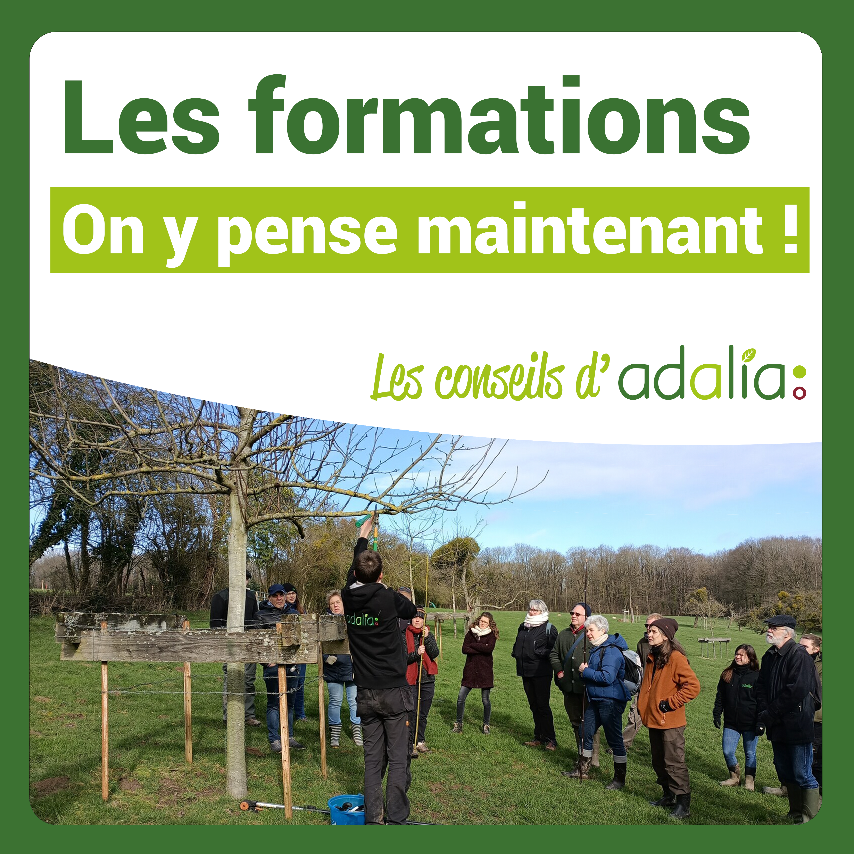 Les formations
On y pense maintenant !
Les conseils d' adalia
adalia